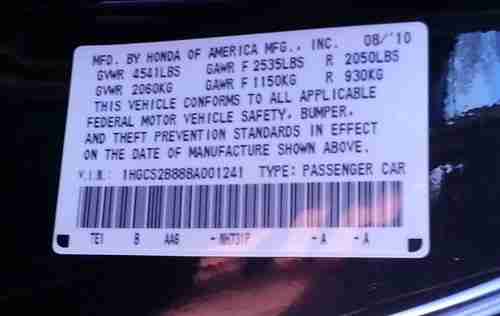 MFD. BY HONDA OF AMERICA MFG., INC. 08/'10
GVWR 4541LBS GAWR F 2535LBS R 2050LBS
GVWR 2060KG GAWR F 1150KG R 930KG
THIS VEHICLE CONFORMS TO ALL APPLICABLE
FEDERAL MOTOR VEHICLE SAFETY, BUMPER,
AND THEFT PREVENTION STANDARDS IN EFFECT
ON THE DATE OF MANUFACTURE SHOWN ABOVE.
V.I.N.: 1HGCS2B88BA001241 TYPE: PASSENGER CAR
TE1 B AA6 -NH731P -A -A